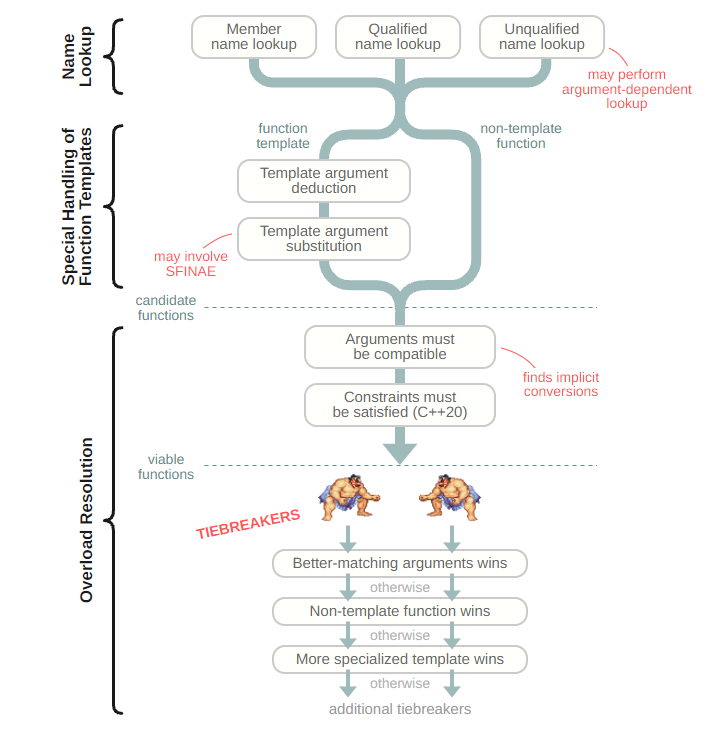 Name
Lookup
Member
name lookup
Qualified
name lookup
Unqualified
name lookup
may perform
argument-dependent
lookup
Special Handling of
Function Templates
function
template
non-template
function
Template argument
deduction
Template argument
substitution
may involve
SFINAE
candidate
functions
Overload Resolution
Arguments must
be compatible
finds implicit
conversions
Constraints must
be satisfied (C++20)
viable
functions
TIEBREAKERS
Better-matching arguments wins
otherwise
Non-template function wins
otherwise
More specialized template wins
otherwise
additional tiebreakers